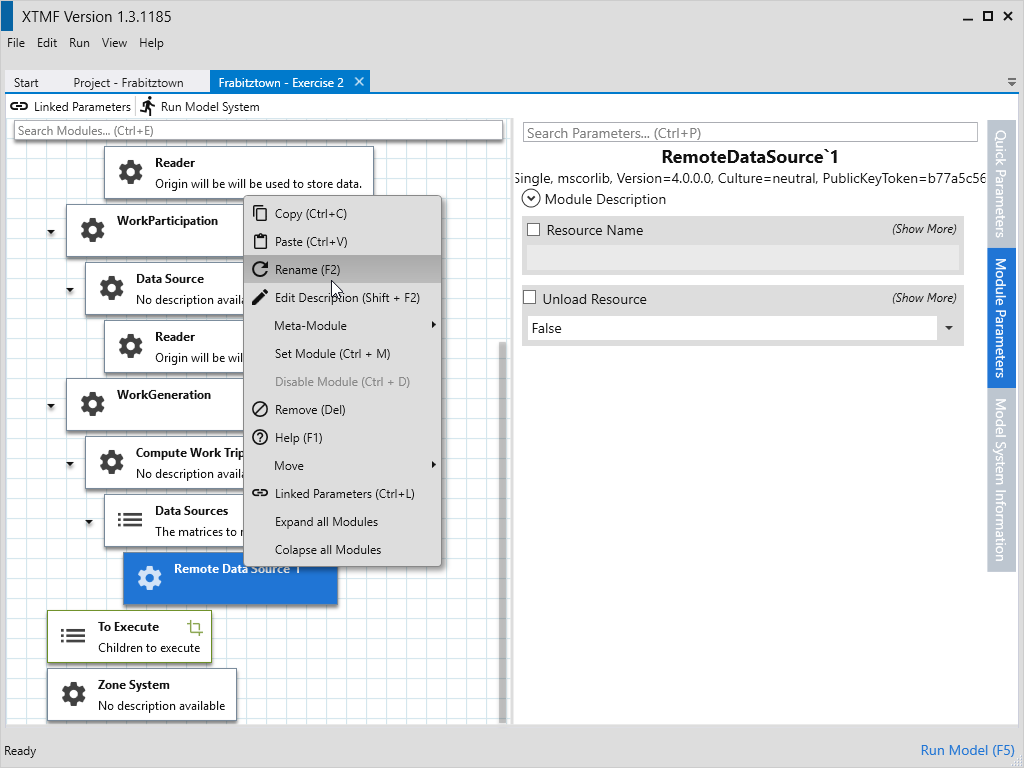 XTMF Version 1.3.1185
File Edit Run View Help
Start Project - Frabitztown Frabitztown - Exercise 2
Linked Parameters Run Model System
Search Modules... (Ctrl+E)
Reader
Origin will be will be used to store data.
WorkParticipation
Data Source
No description availa
Reader
Origin will be wil
WorkGeneration
Compute Work Trip
No description availa
Data Sources
The matrices to r
Remote Data Source`1
To Execute
Children to execute
Zone System
No description available
Copy (Ctrl+C)
Paste (Ctrl+V)
Rename (F2)
Edit Description (Shift + F2)
Meta-Module
Set Module (Ctrl + M)
Disable Module (Ctrl + D)
Remove (Del)
Help (F1)
Move
Linked Parameters (Ctrl+L)
Expand all Modules
Colapse all Modules
Search Parameters... (Ctrl+P)
RemoteDataSource`1
Single, mscorlib, Version=4.0.0.0, Culture=neutral, PublicKeyToken=b77a5c56
Module Description
Resource Name (Show More)
Unload Resource (Show More)
False
Quick Parameters
Module Parameters
Model System Information
Ready
Run Model (F5)